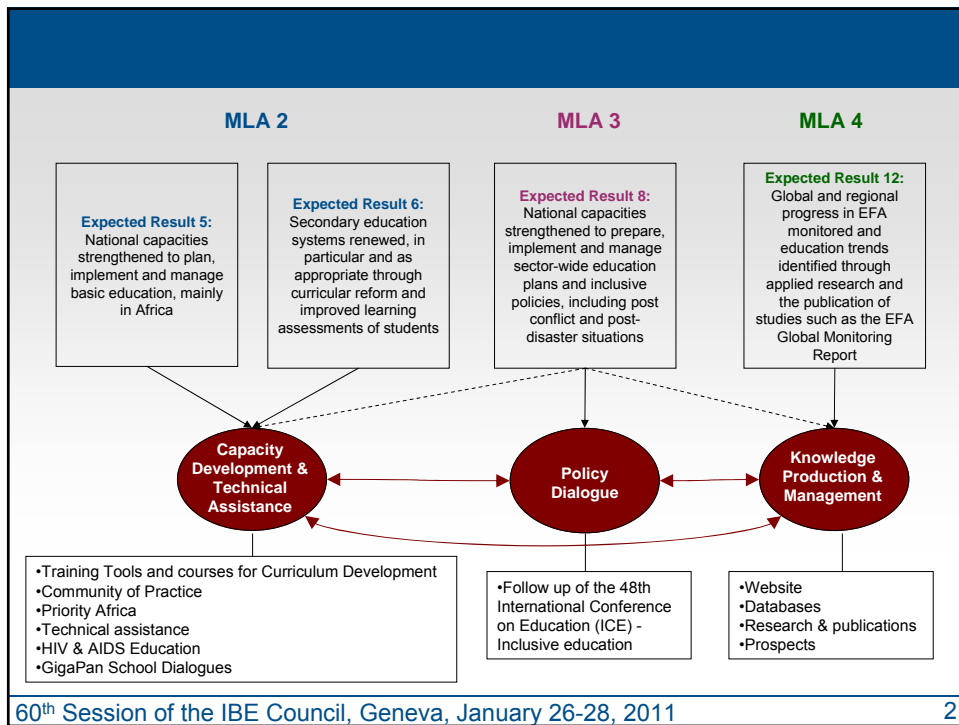 MLA 2
MLA 3
MLA 4
Expected Result 5:
National capacities
strengthened to plan,
implement and manage
basic education, mainly
in Africa
Expected Result 6:
Secondary education
systems renewed, in
particular and as
appropriate through
curricular reform and
improved learning
assessments of students
Expected Result 8:
National capacities
strengthened to prepare,
implement and manage
sector-wide education
plans and inclusive
policies, including post
conflict and post-
disaster situations
Expected Result 12:
Global and regional
progress in EFA
monitored and
education trends
identified through
applied research and
the publication of
studies such as the EFA
Global Monitoring
Report
Capacity
Development &
Technical
Assistance
Policy
Dialogue
Knowledge
Production &
Management
•Training Tools and courses for Curriculum Development
•Community of Practice
•Priority Africa
•Technical assistance
•HIV & AIDS Education
•GigaPan School Dialogues
•Follow up of the 48th
International Conference
on Education (ICE) -
Inclusive education
•Website
•Databases
•Research & publications
•Prospects
60th Session of the IBE Council, Geneva, January 26-28, 2011
2